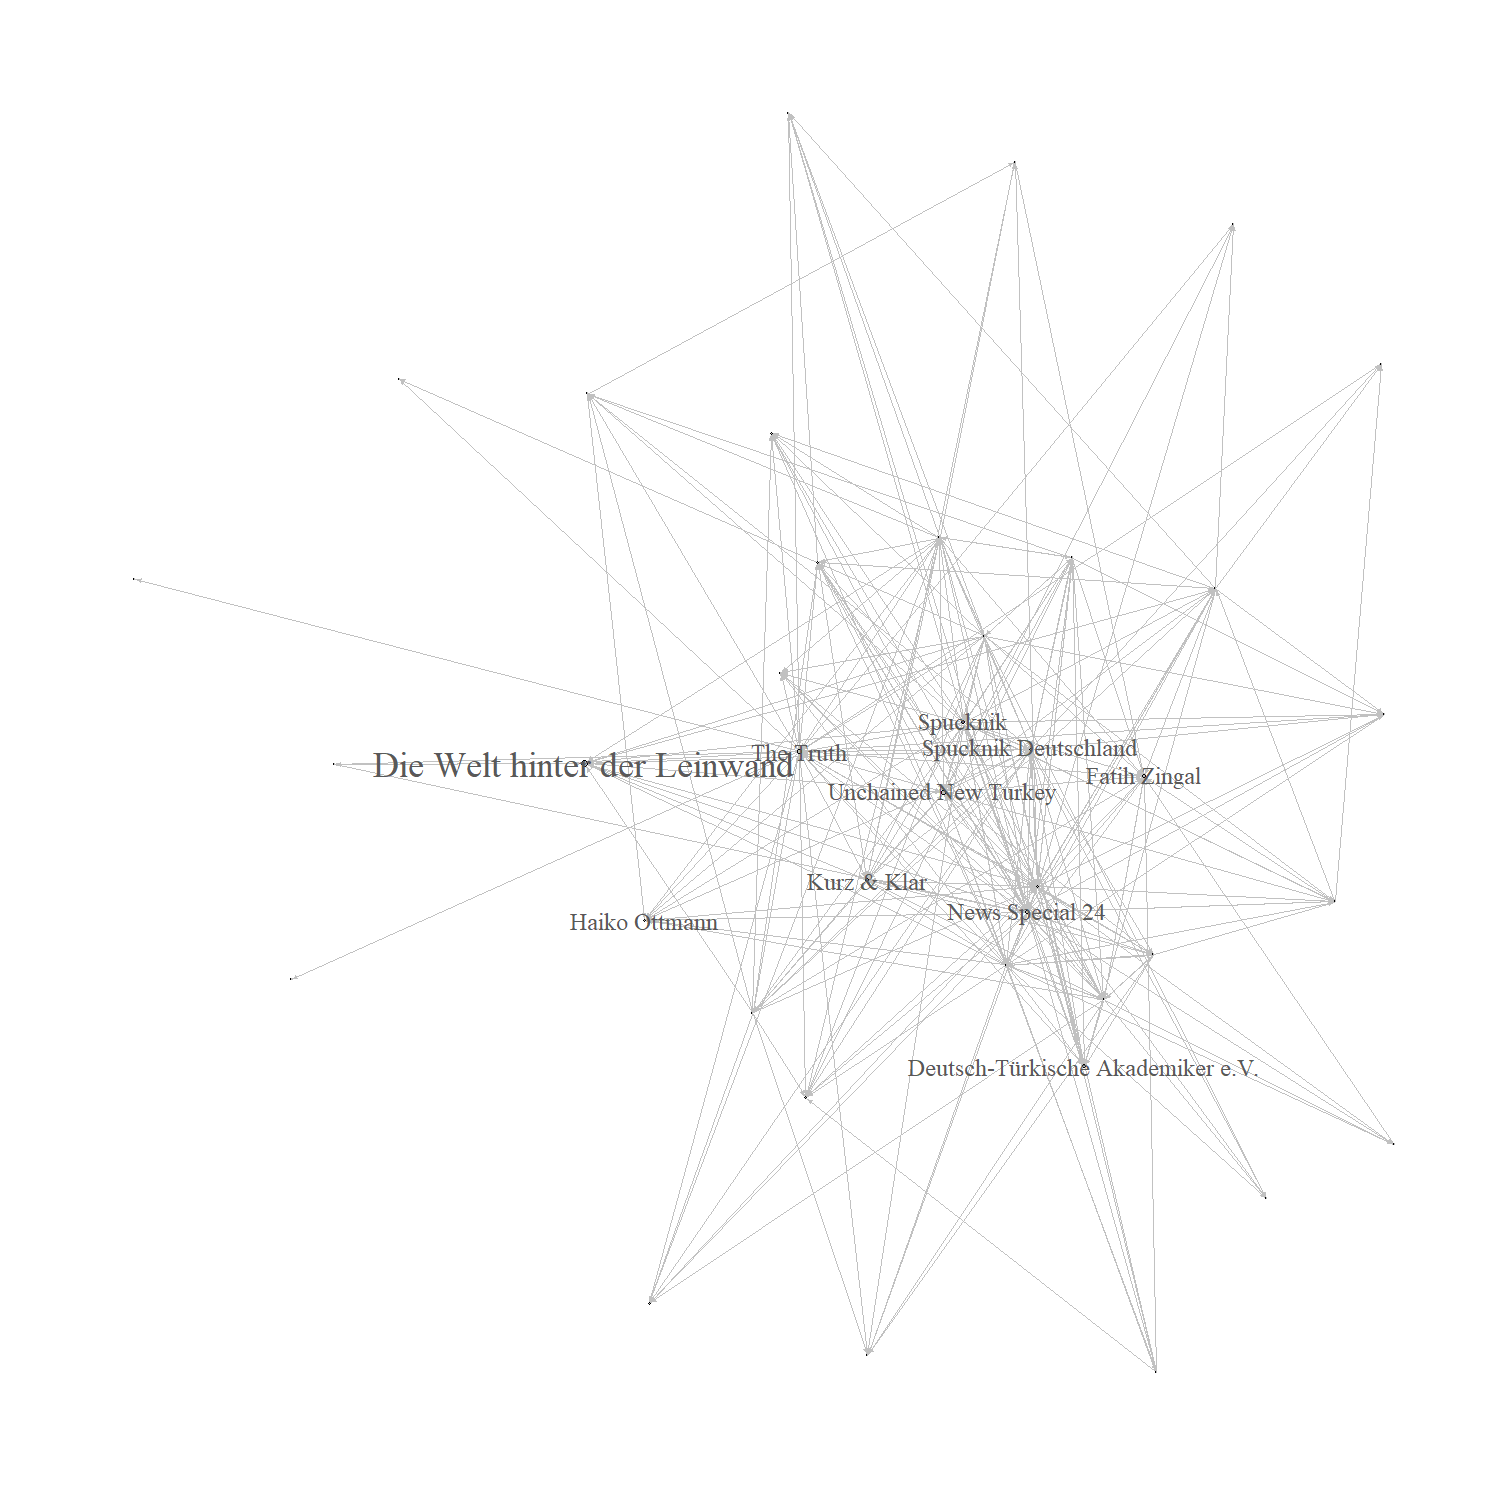 Spucknik
Spucknik Deutschland
The Truth
Die Welt hinter der Leinwand
Fatih Zingal
Unchained New Turkey
Kurz & Klar
News Special 24
Haiko Ottmann
Deutsch-Türkische Akademiker e.V.